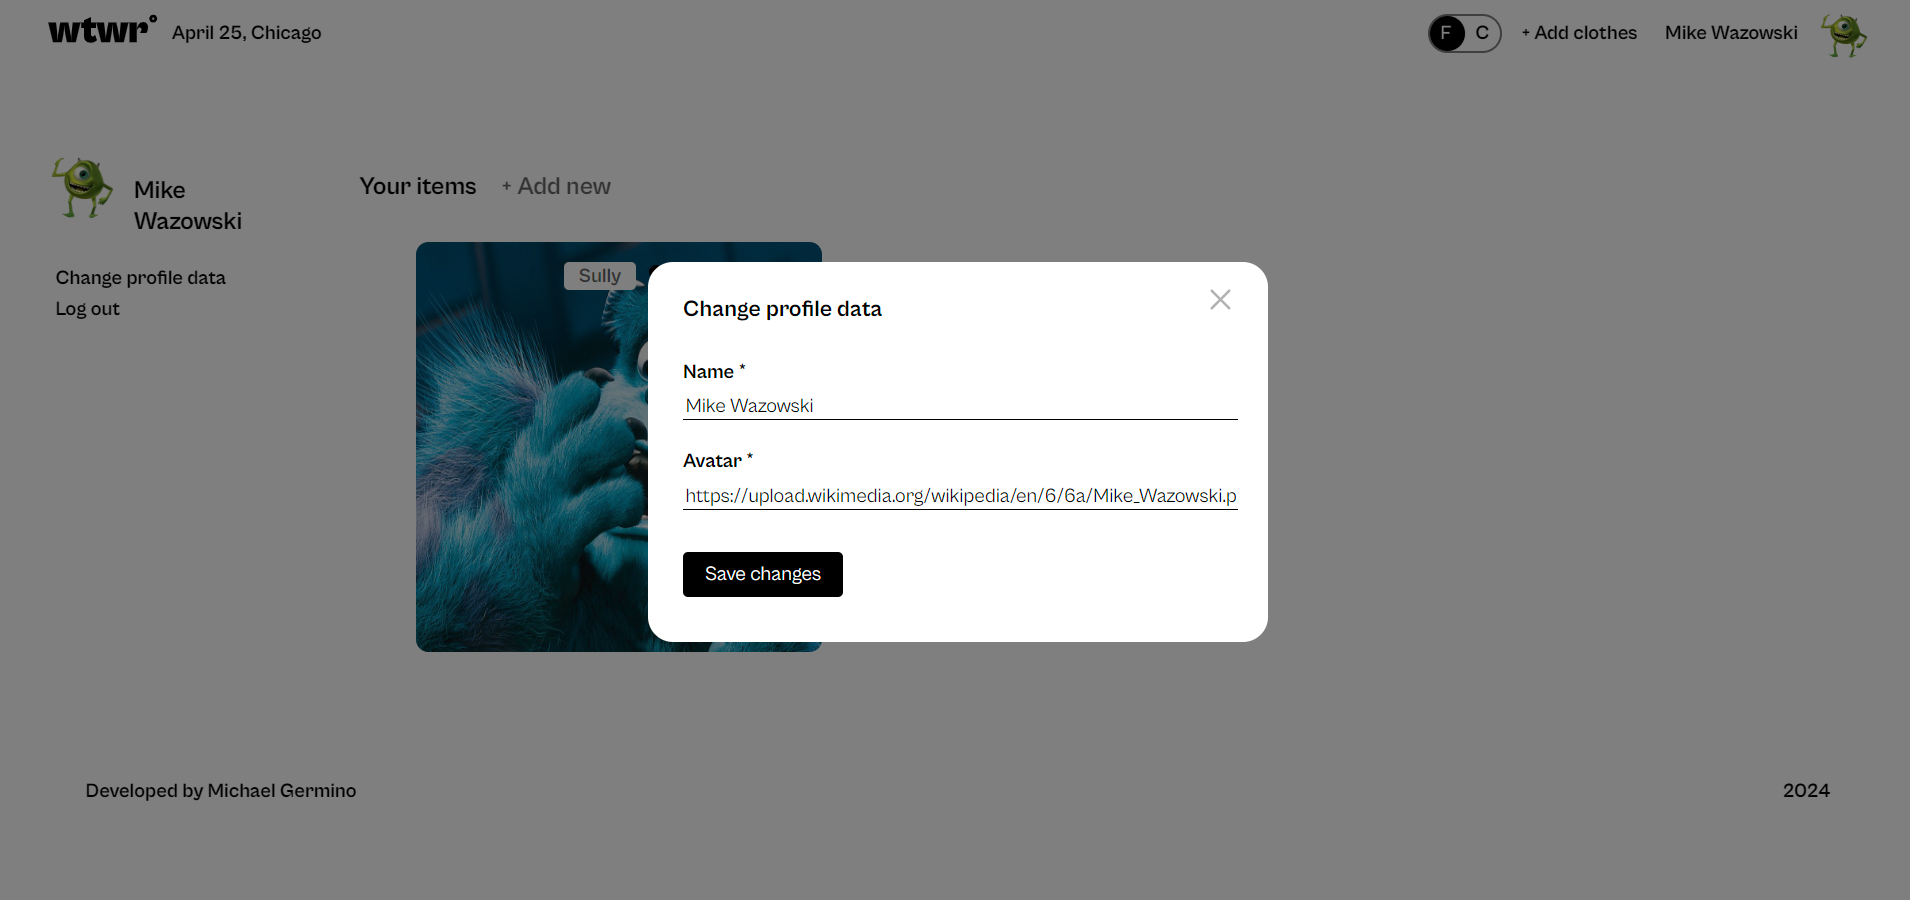 wtwr°
April 25, Chicago
F C
+ Add clothes
Mike Wazowski
Mike
Wazowski
Change profile data
Log out
Your items
+ Add new
Sully
Change profile data
Name *
Mike Wazowski
Avatar *
https://upload.wikimedia.org/wikipedia/en/6/6a/Mike_Wazowski.p
Save changes
Developed by Michael Germino
2024